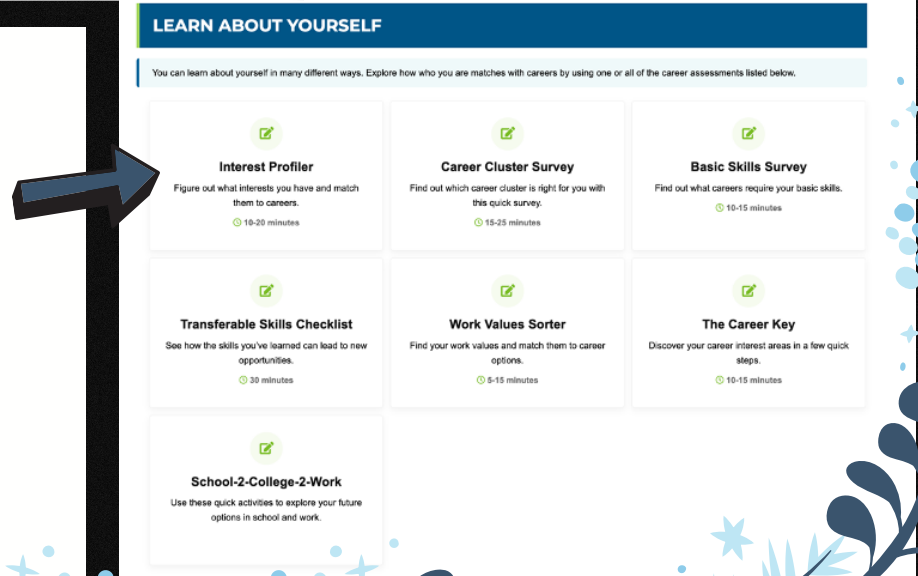 LEARN ABOUT YOURSELF
You can learn about yourself in many different ways. Explore how who you are matches with careers by using one or all of the career assessments listed below.
Interest Profiler
Figure out what interests you have and match
them to careers.
10-20 minutes
Career Cluster Survey
Find out which career cluster is right for you with
this quick survey.
15-25 minutes
Basic Skills Survey
Find out what careers require your basic skills.
10-15 minutes
Transferable Skills Checklist
See how the skills you've learned can lead to new
opportunities.
30 minutes
Work Values Sorter
Find your work values and match them to career
options.
5-15 minutes
The Career Key
Discover your career interest areas in a few quick
steps.
10-15 minutes
School-2-College-2-Work
Use these quick activities to explore your future
options in school and work.